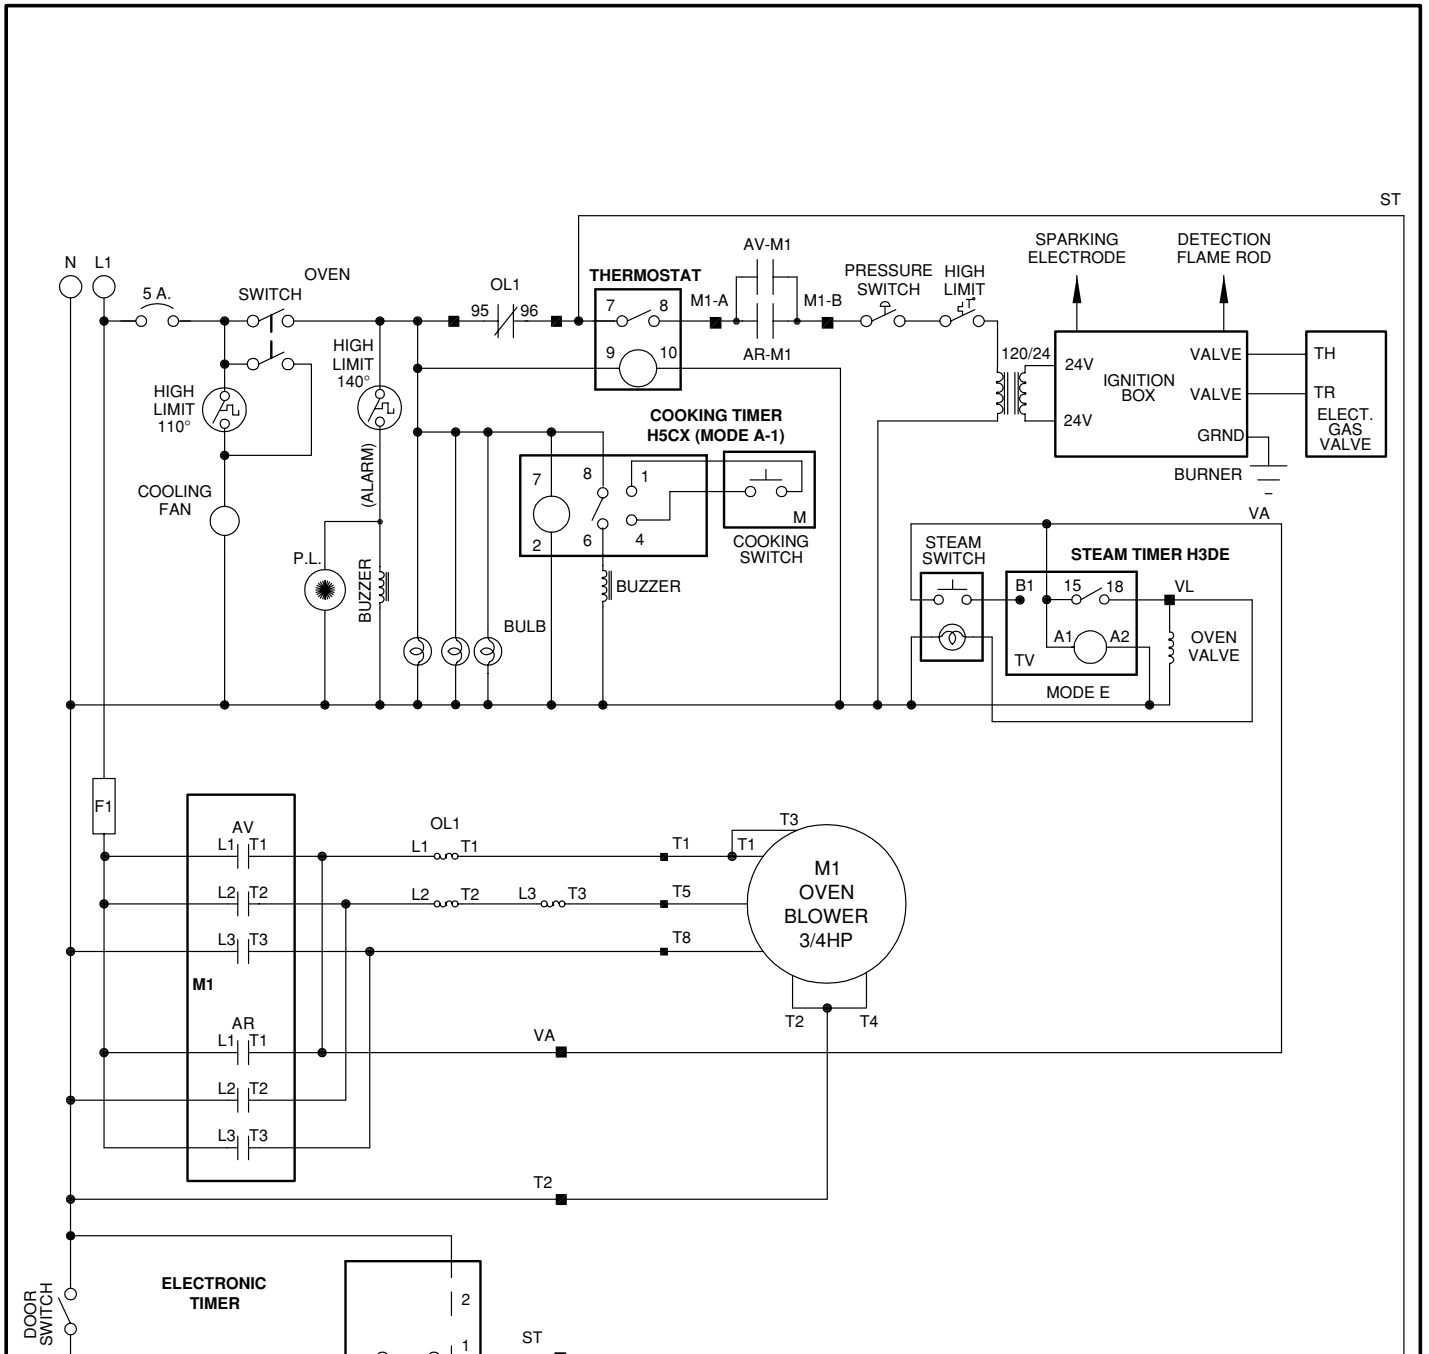 ST
N L1
5 A.
SWITCH
OVEN
HIGH
LIMIT
110°
COOLING
FAN
HIGH
LIMIT
140°
(ALARM)
P.L.
BUZZER
OL1
95 96
THERMOSTAT
7 8
9 10
M1-A
AV-M1
AR-M1
M1-B
PRESSURE
SWITCH
HIGH
LIMIT
T°
120/24
SPARKING
ELECTRODE
DETECTION
FLAME ROD
24V
24V
IGNITION
BOX
VALVE
VALVE
GRND
TH
TR
ELECT.
GAS
VALVE
BURNER
COOKING TIMER
H5CX (MODE A-1)
7 8 1
2 6 4
M
COOKING
SWITCH
BUZZER
BULB
VA
STEAM
SWITCH
STEAM TIMER H3DE
B1 15 18
A1 A2
TV
MODE E
VL
OVEN
VALVE
F1
AV
L1 T1
L2 T2
L3 T3
M1
AR
L1 T1
L2 T2
L3 T3
OL1
L1 T1
L2 T2 L3 T3
T1
T5
T8
T3
T1
M1
OVEN
BLOWER
3/4HP
T2 T4
VA
T2
DOOR
SWITCH
ELECTRONIC
TIMER
2
1
ST